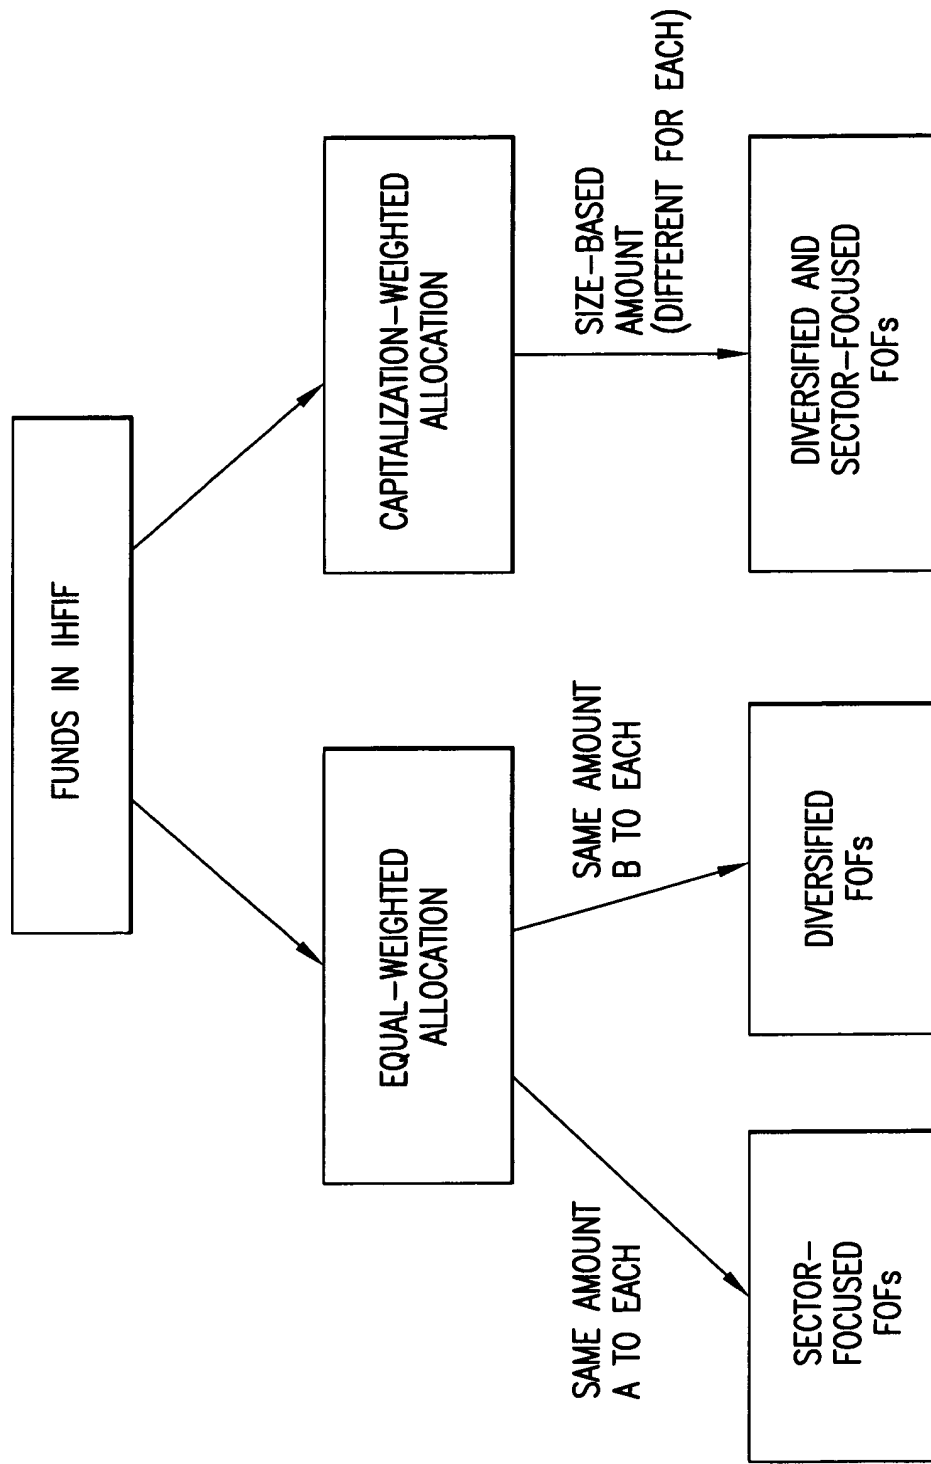 FUNDS IN IHFIF
EQUAL-WEIGHTED
ALLOCATION
CAPITALIZATION-WEIGHTED
ALLOCATION
SAME AMOUNT
A TO EACH
SAME AMOUNT
B TO EACH
SIZE-BASED
AMOUNT
(DIFFERENT FOR EACH)
SECTOR-
FOCUSED
FOFs
DIVERSIFIED
FOFs
DIVERSIFIED AND
SECTOR-FOCUSED
FOFs